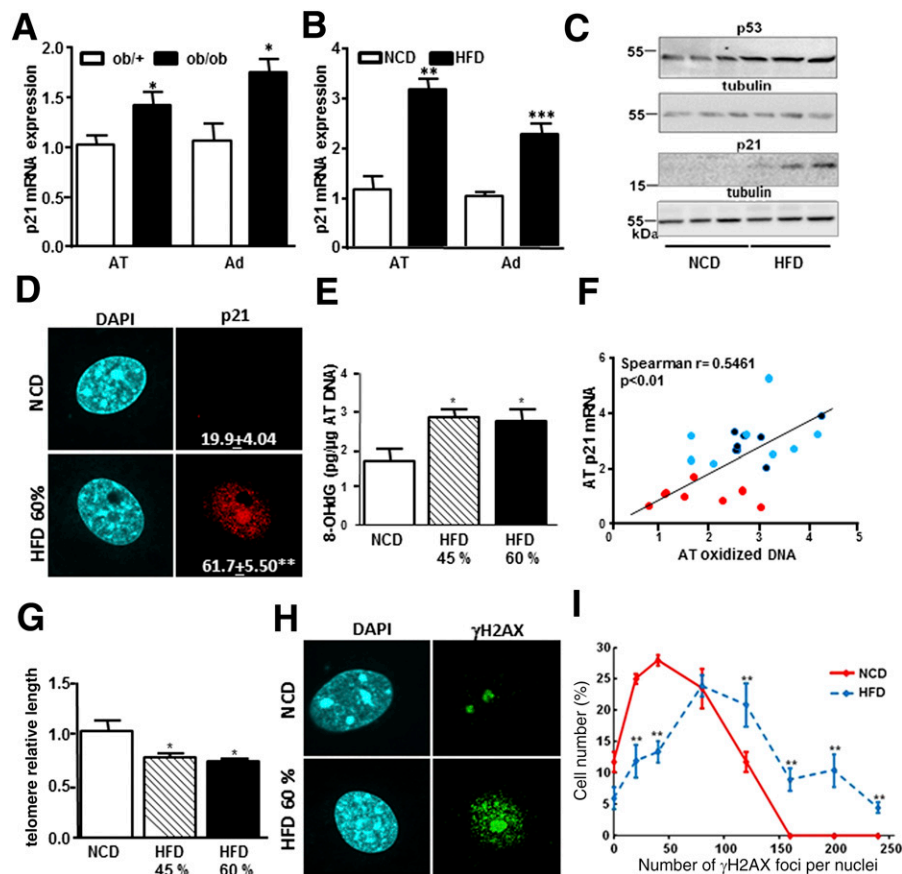 A
ob/+ ob/ob
p21 mRNA expression
2.0
1.5
1.0
0.5
0.0
*
*
AT Ad
B
NCD HFD
p21 mRNA expression
4
3
2
1
0
**
***
AT Ad
C
p53
55
tubulin
55
p21
15
tubulin
55
kDa
NCD HFD
D
DAPI p21
NCD
19.9±4.04
HFD 60%
61.7±5.50**
E
8-OHdG (pg/µg AT DNA)
4
3
2
1
0
* *
NCD HFD HFD
45 % 60 %
F
Spearman r= 0.5461
p<0.01
AT p21 mRNA
6
4
2
0
0 1 2 3 4 5
AT oxidized DNA
G
telomere relative length
1.5
1.0
0.5
0.0
* *
NCD HFD HFD
45 % 60 %
H
DAPI γH2AX
NCD
HFD 60 %
I
Cell number (%)
30
25
20
15
10
5
0
NCD
HFD
** ** ** ** ** **
0 50 100 150 200 250
Number of γH2AX foci per nuclei